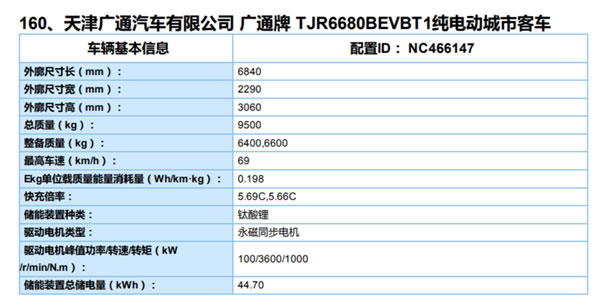 160、天津广通汽车有限公司 广通牌 TJR6680BEVBT1纯电动城市客车
车辆基本信息 配置ID： NC466147
外廓尺寸长（mm）： 6840
外廓尺寸宽（mm）： 2290
外廓尺寸高（mm）： 3060
总质量（kg）： 9500
整备质量（kg）： 6400,6600
最高车速（km/h）： 69
Ekg单位载质量能量消耗量（Wh/km·kg）： 0.198
快充倍率： 5.69C,5.66C
储能装置种类： 钛酸锂
驱动电机类型： 永磁同步电机
驱动电机峰值功率/转速/转矩（kW
/r/min/N.m）： 100/3600/1000
储能装置总储电量（kWh）： 44.70